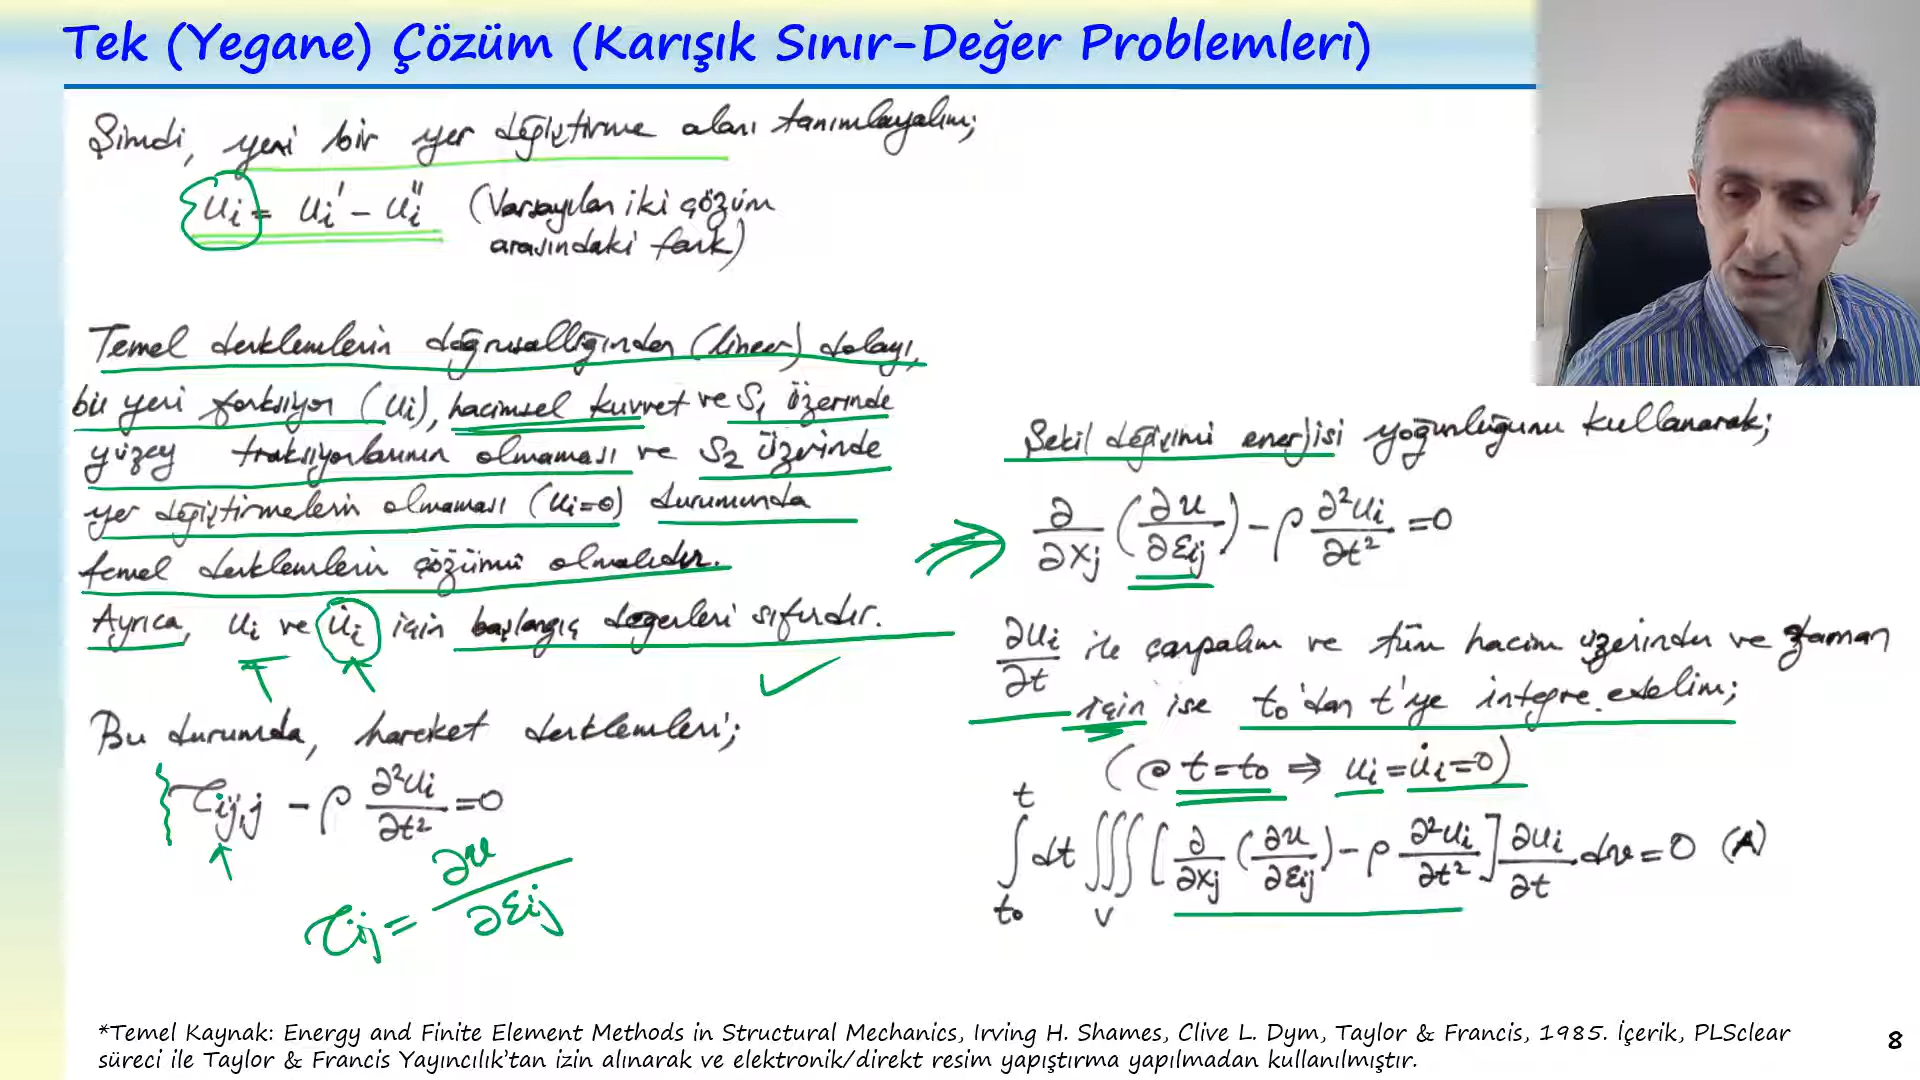 Tek (Yegane) Çözüm (Karışık Sınır-Değer Problemleri)
Şimdi, yeni bir yer değiştirme alanı tanımlayalım;
ui = ui' - ui'' (Varsayılan iki çözüm
arasındaki fark)
Temel denklemlerin doğrusallığından (lineer) dolayı,
bu yeni fonksiyon (ui), hacimsel kuvvet ve S1 üzerinde
yüzey traksiyonlarının olmaması ve S2 üzerinde
yer değiştirmelerin olmaması (ui=0) durumunda
temel denklemlerin çözümü olmalıdır.
Ayrıca, ui ve u̇i için başlangıç değerleri sıfırdır.
Bu durumda, hareket denklemleri;
τij,j - ρ ∂²ui/∂t² = 0
τij = ∂u/∂εij
Şekil değişimi enerjisi yoğunluğunu kullanarak;
∂/∂xj (∂u/∂εij) - ρ ∂²ui/∂t² = 0
∂ui/∂t ile çarpalım ve tüm hacim üzerinden ve zaman
için ise to'dan t'ye integre edelim;
(@ t=to ⇒ ui=u̇i=0)
∫_to^t dt ∭_V [∂/∂xj (∂u/∂εij) - ρ ∂²ui/∂t²] ∂ui/∂t dv = 0 (A)
*Temel Kaynak: Energy and Finite Element Methods in Structural Mechanics, Irving H. Shames, Clive L. Dym, Taylor & Francis, 1985. İçerik, PLSclear
süreci ile Taylor & Francis Yayıncılık'tan izin alınarak ve elektronik/direkt resim yapıştırma yapılmadan kullanılmıştır.
8